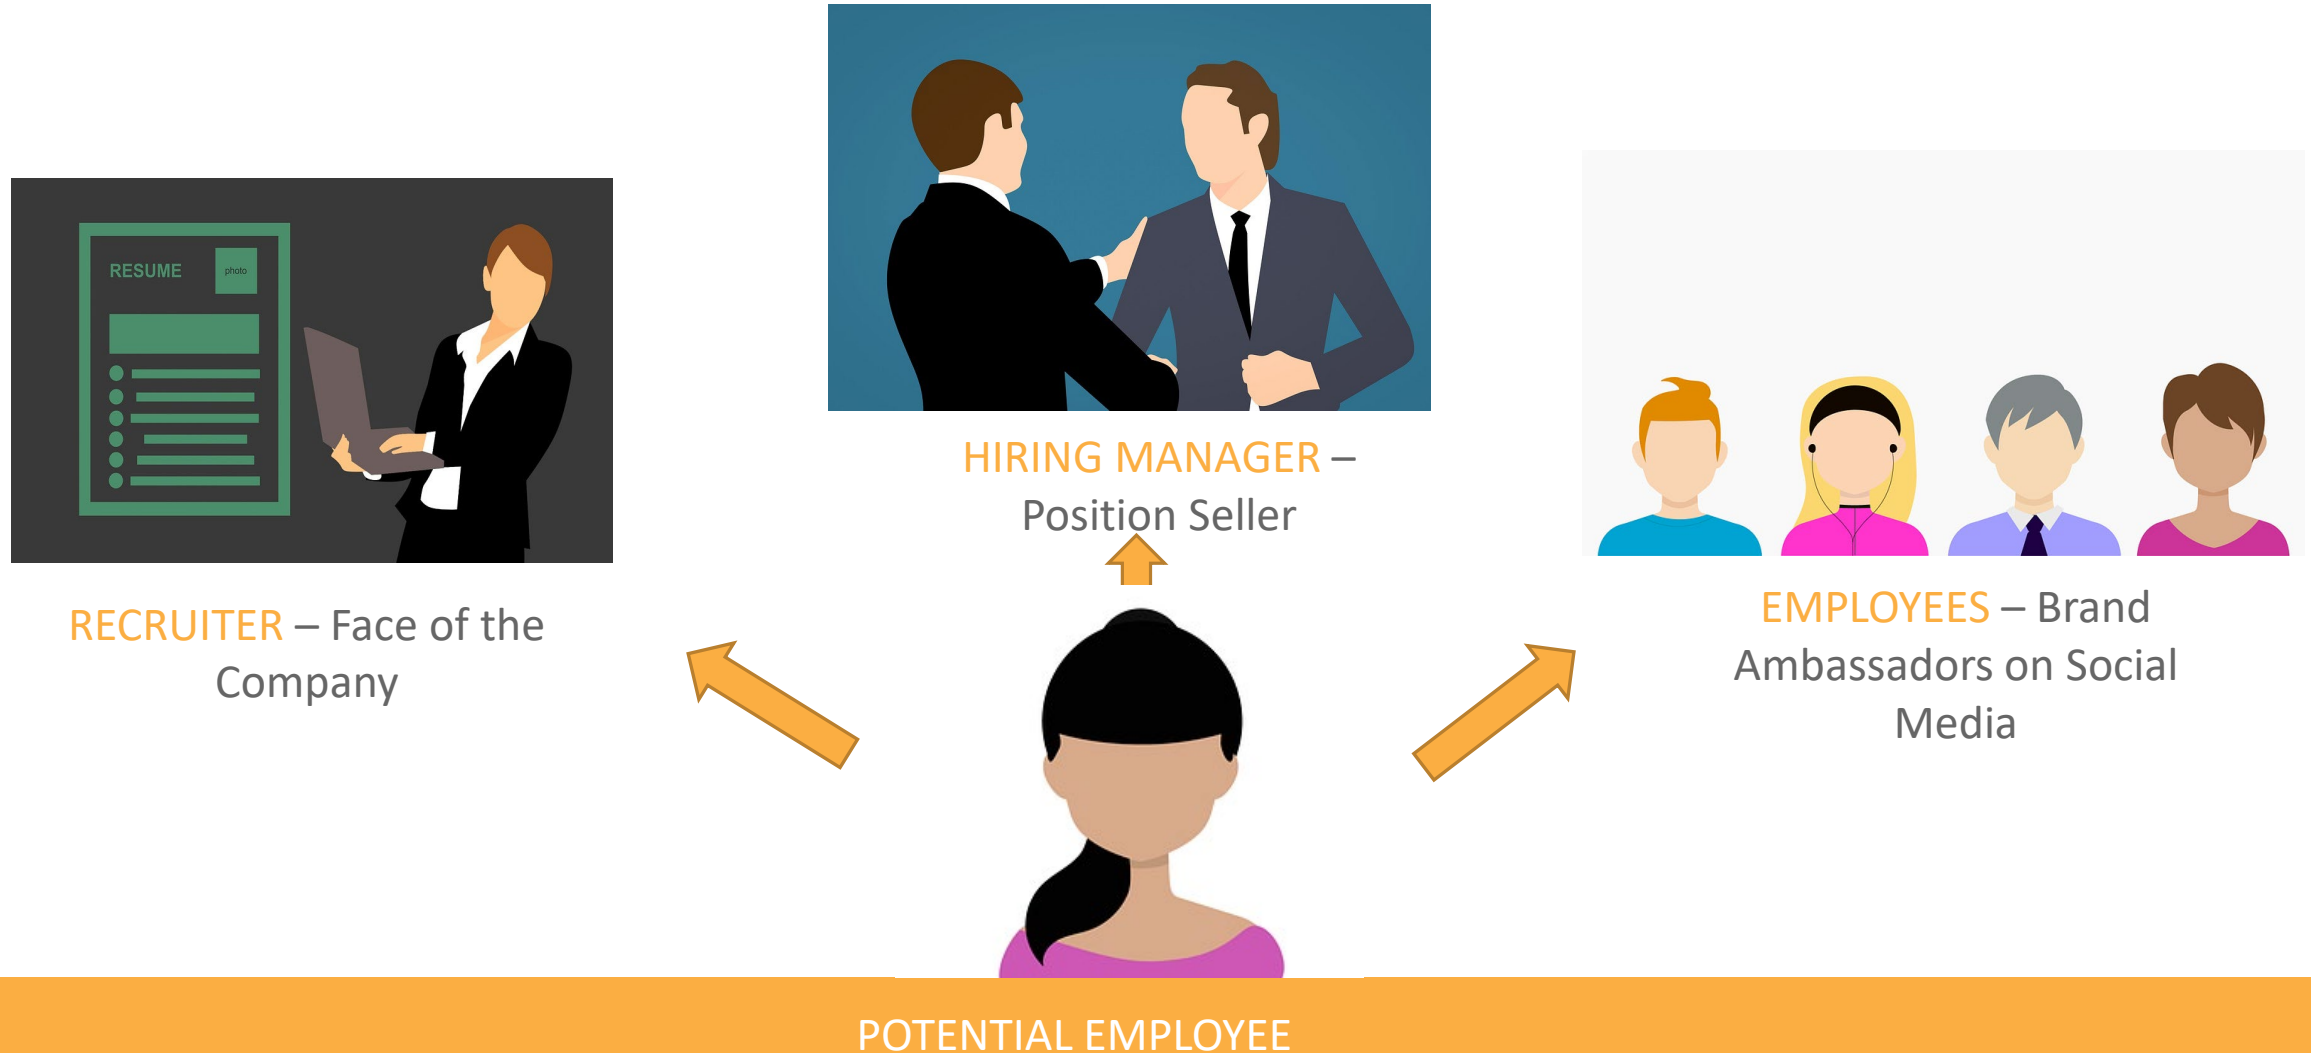 RESUME
photo
HIRING MANAGER –
Position Seller
RECRUITER – Face of the
Company
EMPLOYEES – Brand
Ambassadors on Social
Media
POTENTIAL EMPLOYEE